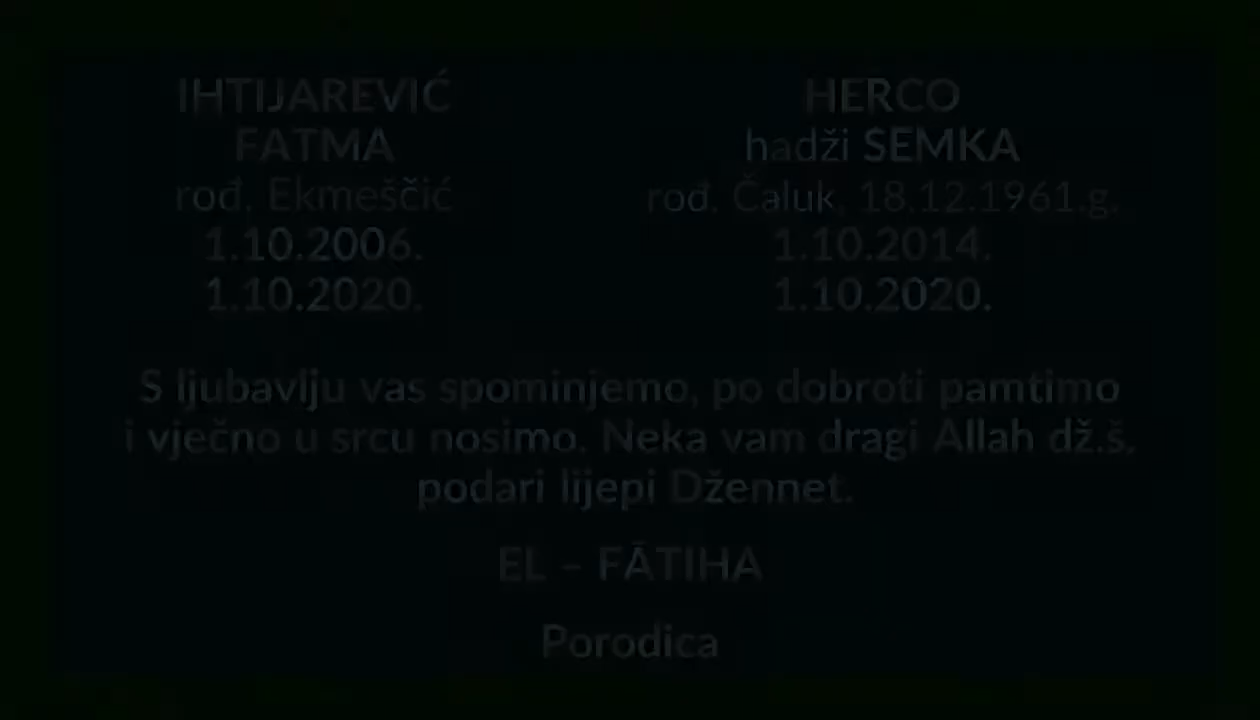 IHTIJAREVIĆ
FATMA
rođ. Ekmeščić
1.10.2006.
1.10.2020.
HERCO
hadži SEMKA
rođ. Čaluk, 18.12.1961.g.
1.10.2014.
1.10.2020.
S ljubavlju vas spominjemo, po dobroti pamtimo
i vječno u srcu nosimo. Neka vam dragi Allah dž.š.
podari lijepi Džennet.
EL – FĀTIHA
Porodica